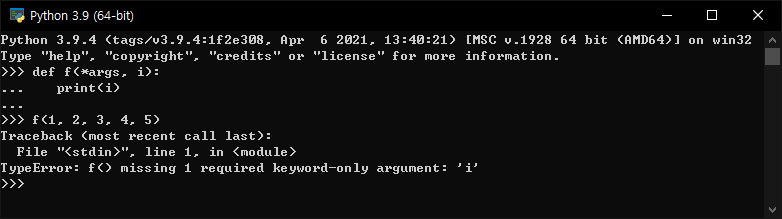 Python 3.9 (64-bit)
Python 3.9.4 (tags/v3.9.4:1f2e308, Apr  6 2021, 13:40:21) [MSC v.1928 64 bit (AMD64)] on win32
Type "help", "copyright", "credits" or "license" for more information.
>>> def f(*args, i):
...     print(i)
...
>>> f(1, 2, 3, 4, 5)
Traceback (most recent call last):
  File "<stdin>", line 1, in <module>
TypeError: f() missing 1 required keyword-only argument: 'i'
>>>